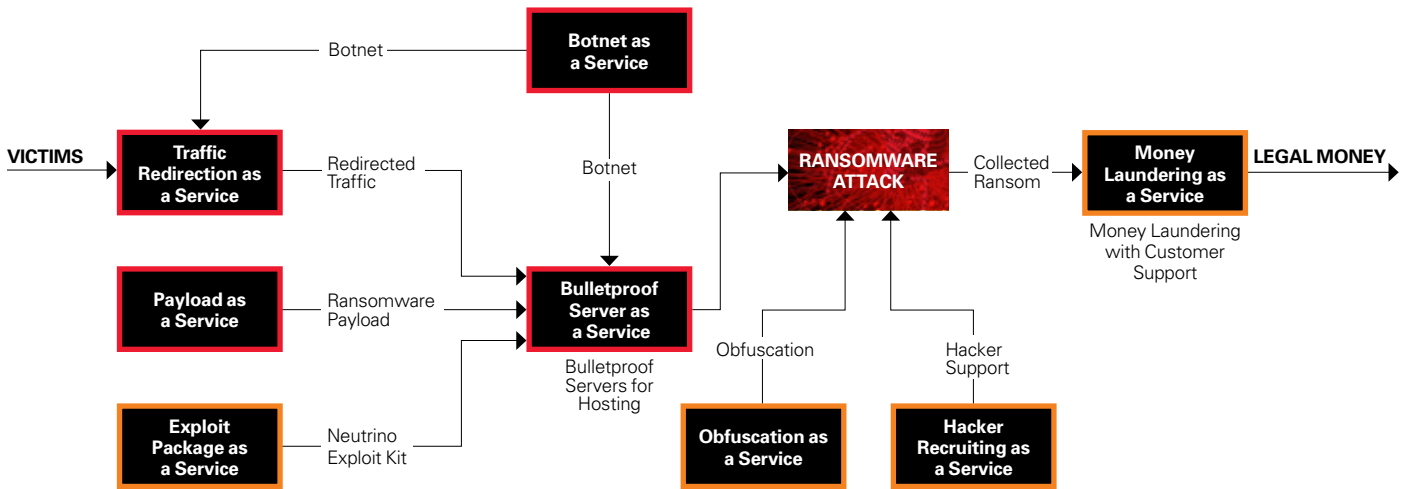 Botnet as
a Service
Botnet
VICTIMS
Traffic
Redirection as
a Service
Redirected
Traffic
Botnet
RANSOMWARE
ATTACK
Collected
Ransom
Money
Laundering as
a Service
LEGAL MONEY
Money Laundering
with Customer
Support
Payload as
a Service
Ransomware
Payload
Bulletproof
Server as
a Service
Bulletproof
Servers for
Hosting
Obfuscation
Hacker
Support
Exploit
Package as
a Service
Neutrino
Exploit Kit
Obfuscation as
a Service
Hacker
Recruiting as
a Service